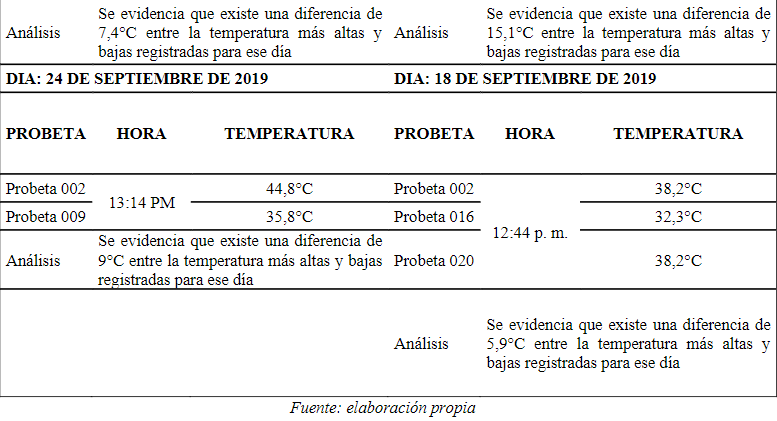 Análisis
Se evidencia que existe una diferencia de
7,4°C entre la temperatura más altas y
bajas registradas para ese día
Análisis
Se evidencia que existe una diferencia de
15,1°C entre la temperatura más altas y
bajas registradas para ese día
DIA: 24 DE SEPTIEMBRE DE 2019
DIA: 18 DE SEPTIEMBRE DE 2019
PROBETA HORA TEMPERATURA
PROBETA HORA TEMPERATURA
Probeta 002
13:14 PM
44,8°C
Probeta 009
35,8°C
Análisis
Se evidencia que existe una diferencia de
9°C entre la temperatura más altas y bajas
registradas para ese día
Probeta 002
38,2°C
Probeta 016
32,3°C
12:44 p. m.
Probeta 020
38,2°C
Análisis
Se evidencia que existe una diferencia de
5,9°C entre la temperatura más altas y
bajas registradas para ese día
Fuente: elaboración propia